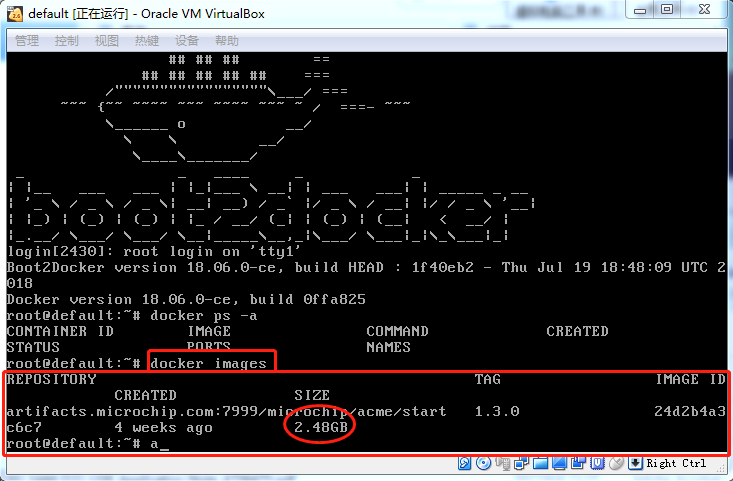 default [正在运行] - Oracle VM VirtualBox
管理 控制 视图 热键 设备 帮助
login[2430]: root login on 'tty1'
Boot2Docker version 18.06.0-ce, build HEAD : 1f40eb2 - Thu Jul 19 18:48:09 UTC 2
018
Docker version 18.06.0-ce, build 0ffa825
root@default:~# docker ps -a
CONTAINER ID IMAGE COMMAND CREATED
STATUS PORTS NAMES
root@default:~# docker images
REPOSITORY TAG IMAGE ID
CREATED SIZE
artifacts.microchip.com:7999/microchip/acme/start 1.3.0 24d2b4a3
c6c7 4 weeks ago 2.48GB
root@default:~# a_
Right Ctrl